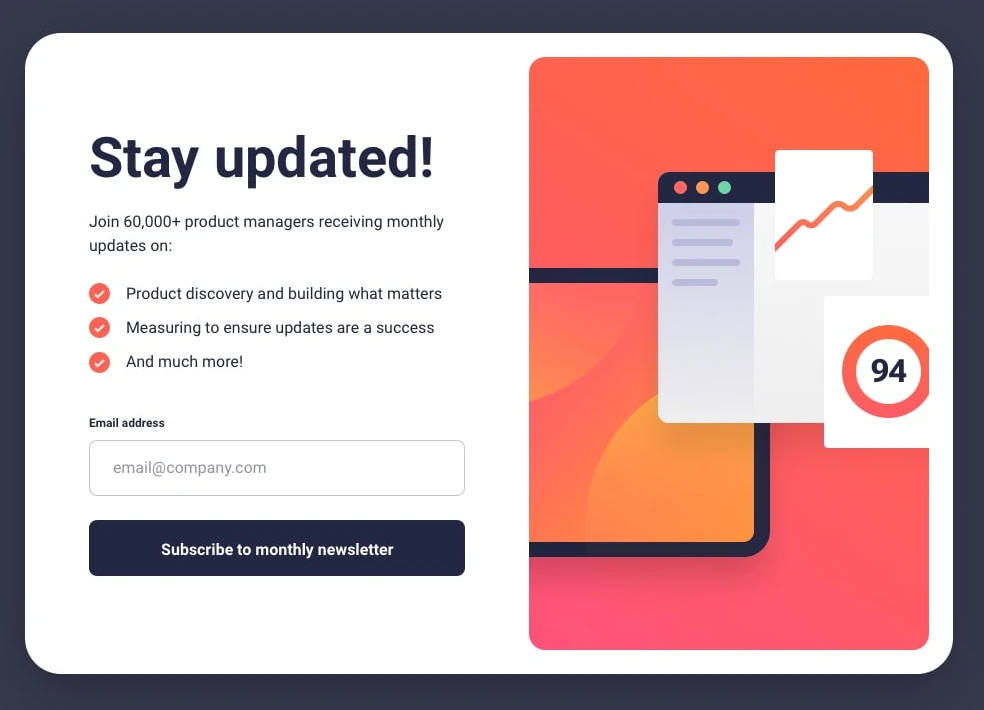 Stay updated!
Join 60,000+ product managers receiving monthly
updates on:
Product discovery and building what matters
Measuring to ensure updates are a success
And much more!
Email address
email@company.com
Subscribe to monthly newsletter
94